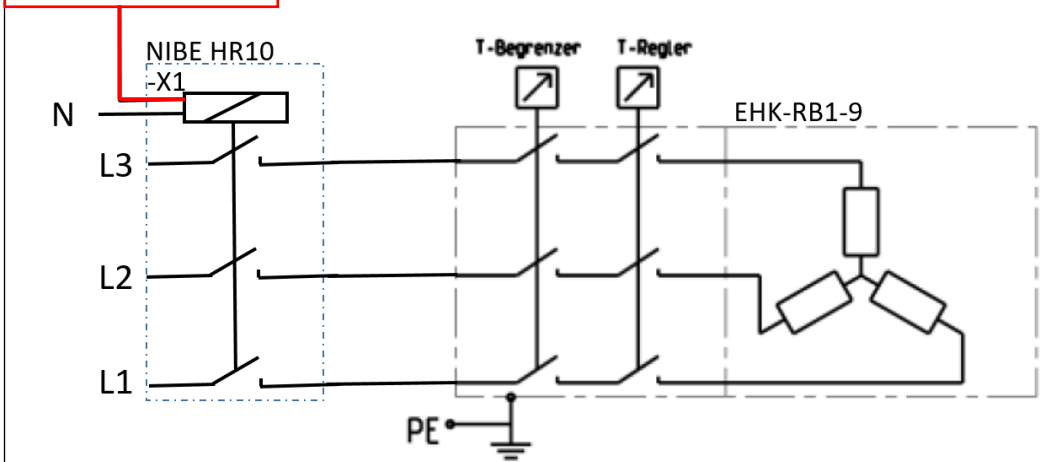 T-Begrenzer
T-Regler
NIBE HR10
-X1
N
EHK-RB1-9
L3
L2
L1
PE